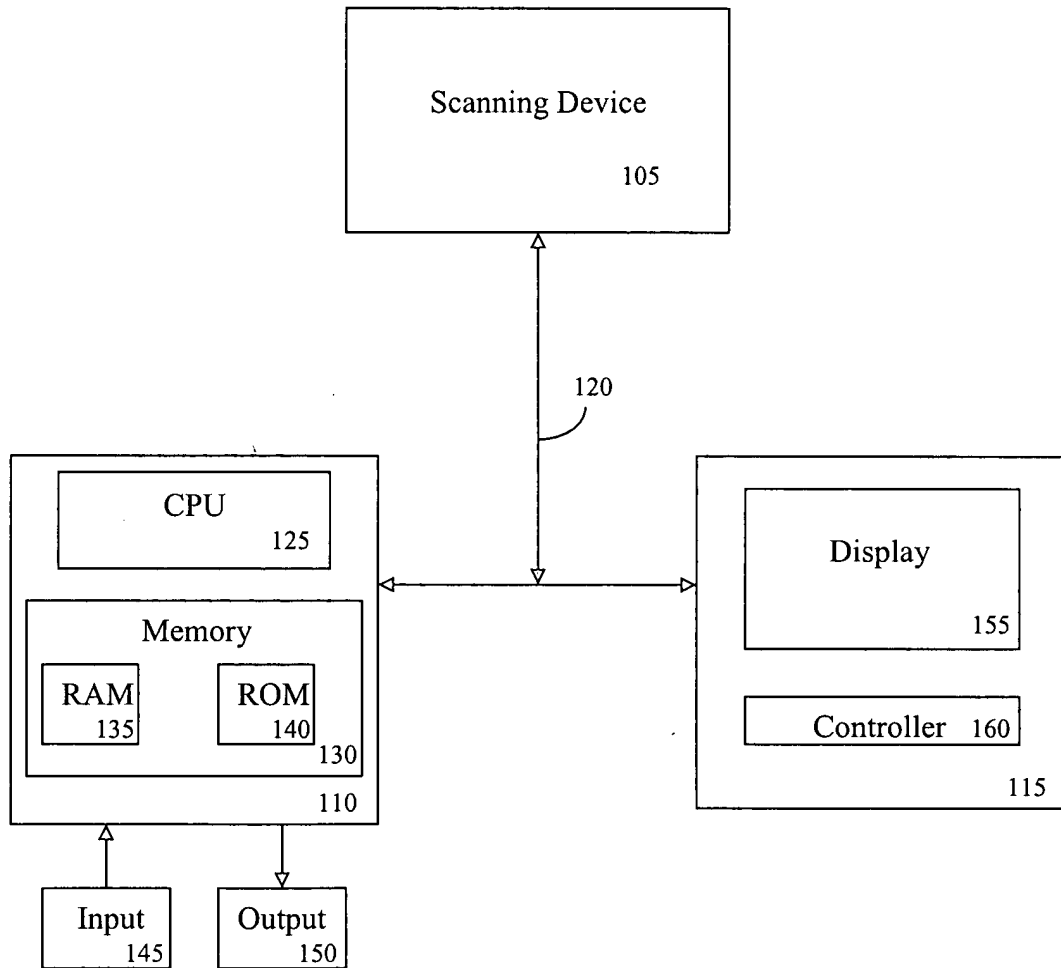 Scanning Device
105
120
CPU
125
Memory
RAM
135
ROM
140
130
110
Input
145
Output
150
Display
155
Controller
160
115